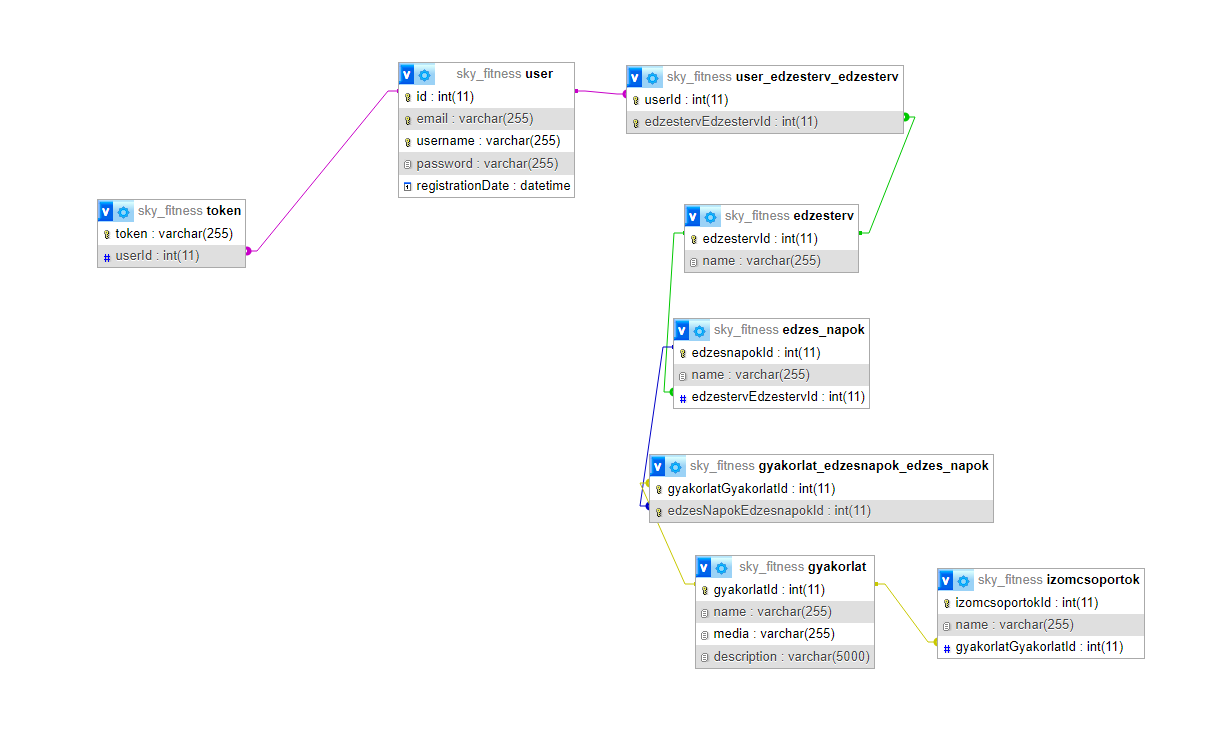 sky_fitness user
id : int(11)
email : varchar(255)
username : varchar(255)
password : varchar(255)
registrationDate : datetime
sky_fitness user_edzesterv_edzesterv
userId : int(11)
edzestervEdzestervId : int(11)
sky_fitness token
token : varchar(255)
userId : int(11)
sky_fitness edzesterv
edzestervId : int(11)
name : varchar(255)
sky_fitness edzes_napok
edzesnapokId : int(11)
name : varchar(255)
edzestervEdzestervId : int(11)
sky_fitness gyakorlat_edzesnapok_edzes_napok
gyakorlatGyakorlatId : int(11)
edzesNapokEdzesnapokId : int(11)
sky_fitness gyakorlat
gyakorlatId : int(11)
name : varchar(255)
media : varchar(255)
description : varchar(5000)
sky_fitness izomcsoportok
izomcsoportokId : int(11)
name : varchar(255)
gyakorlatGyakorlatId : int(11)